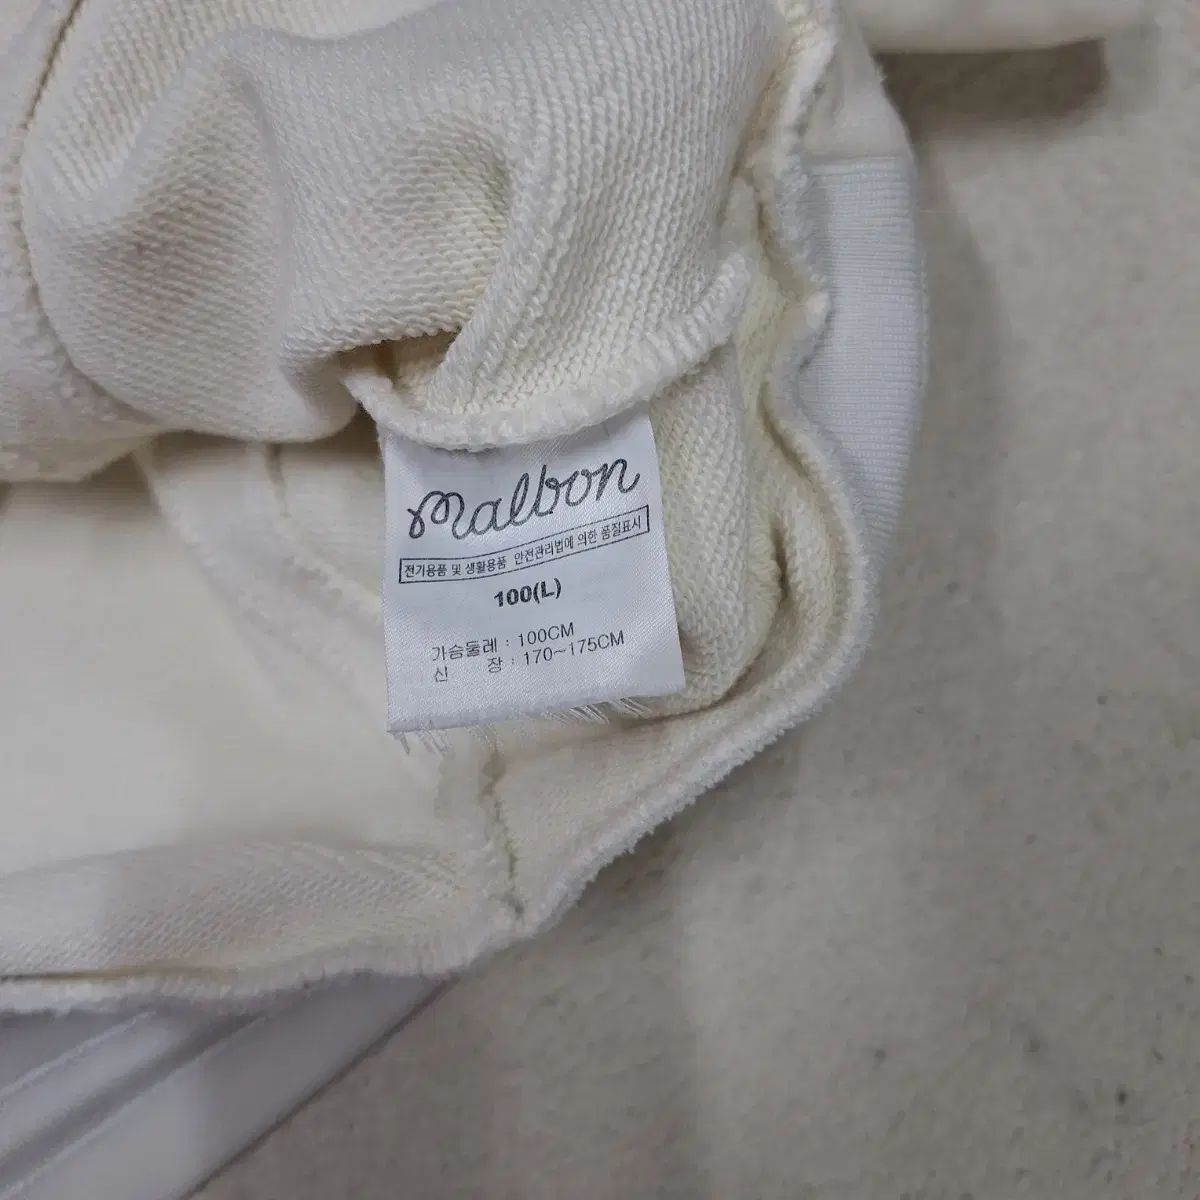 malbon
전기용품 및 생활용품 안전관리법에 의한 품질표시
100(L)
가슴둘레 : 100CM
신 장 : 170~175CM